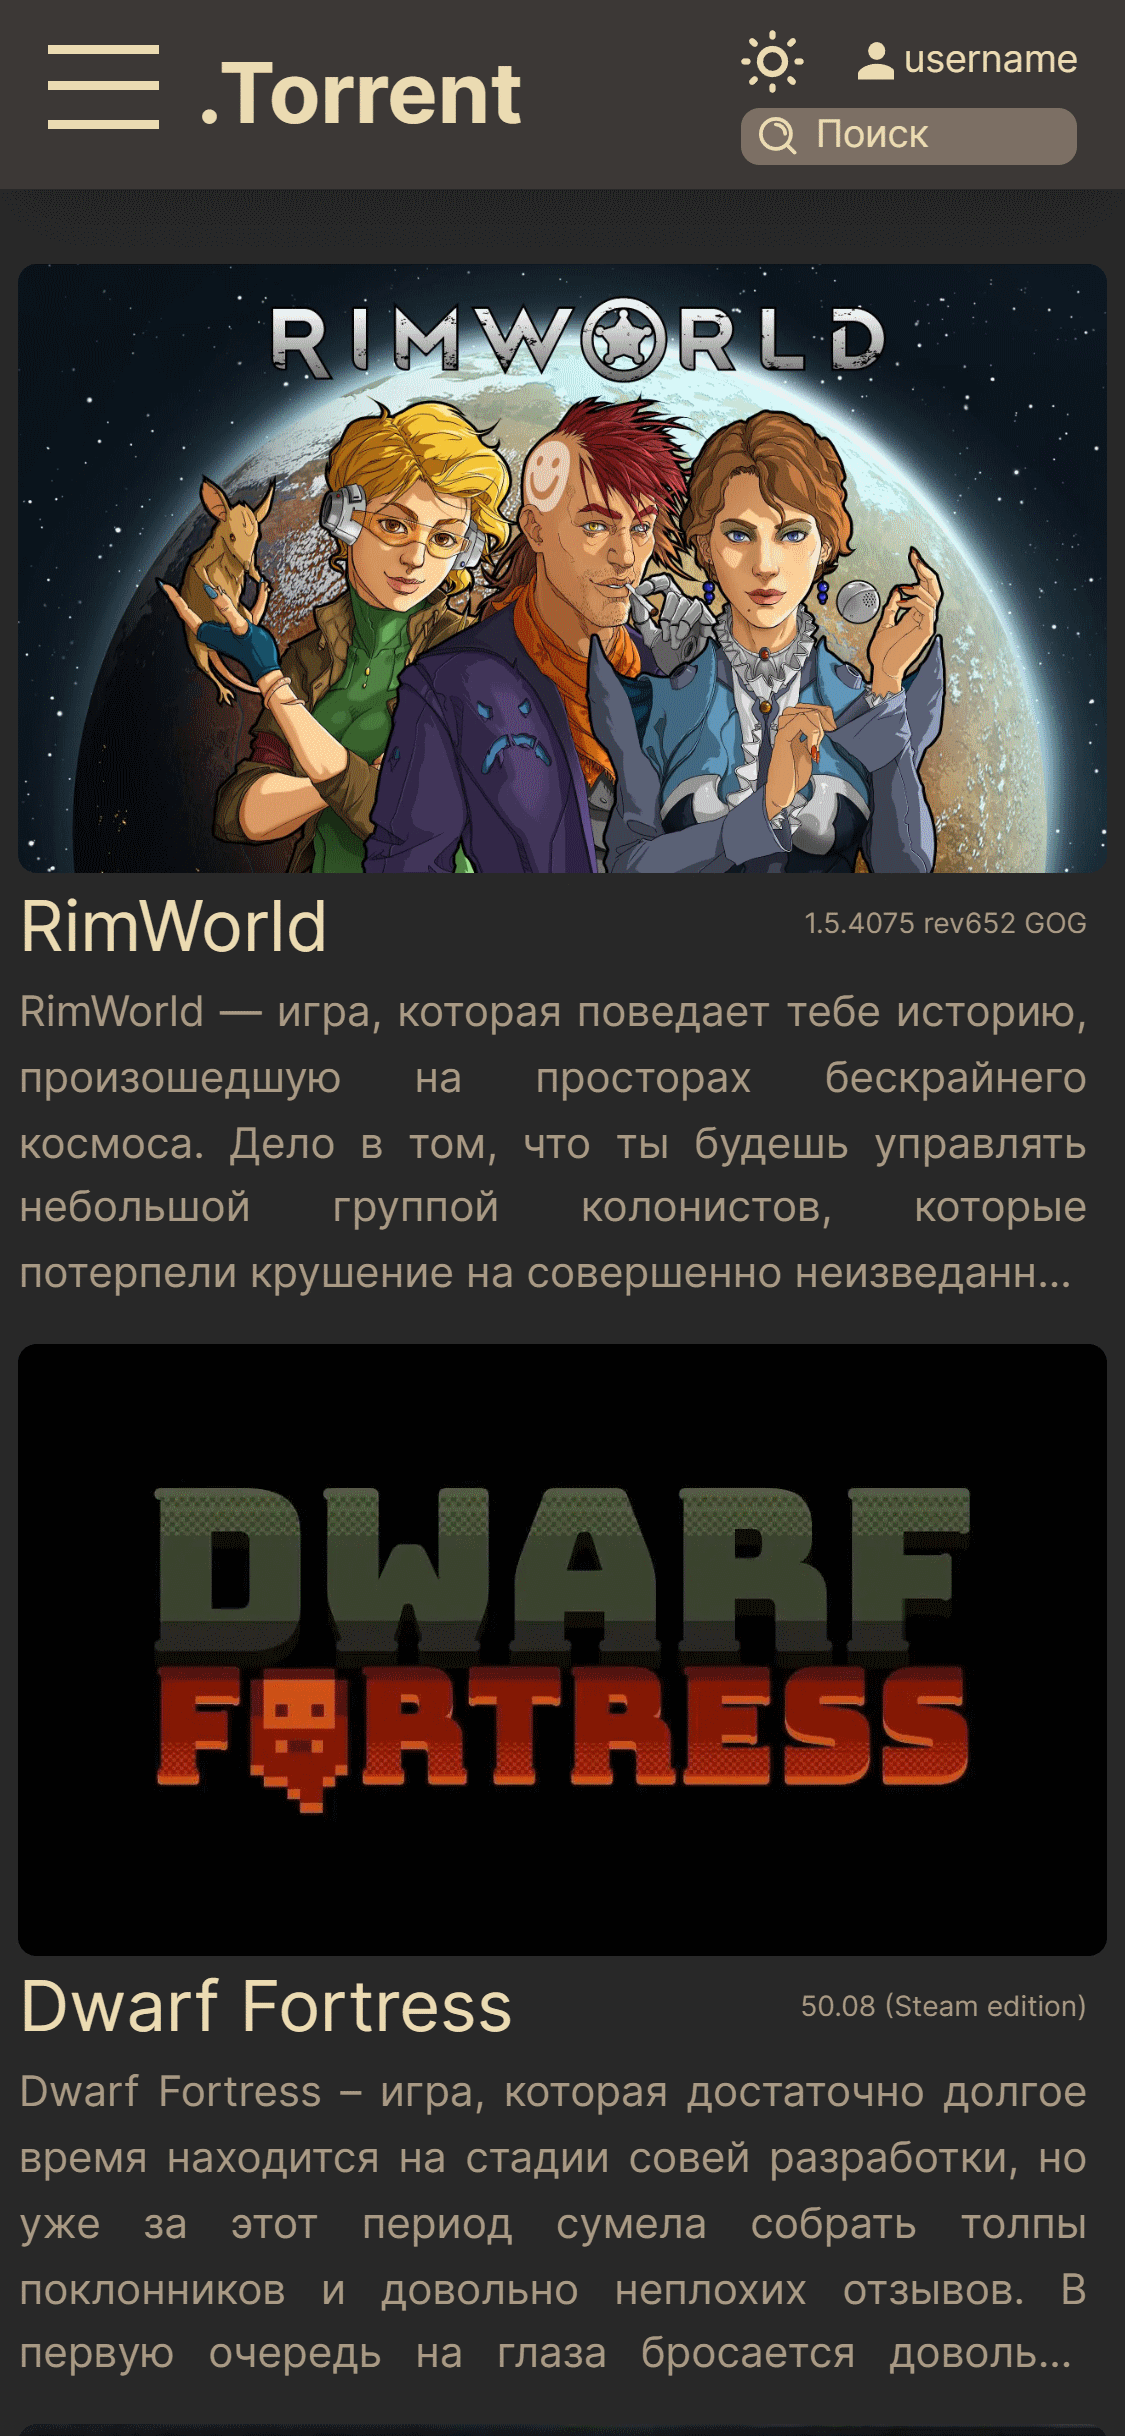 .Torrent
username
Поиск
RIMWORLD
RimWorld
1.5.4075 rev652 GOG
RimWorld — игра, которая поведает тебе историю,
произошедшую на просторах бескрайнего
космоса. Дело в том, что ты будешь управлять
небольшой группой колонистов, которые
потерпели крушение на совершенно неизведанн...
DWARF
FORTRESS
Dwarf Fortress
50.08 (Steam edition)
Dwarf Fortress – игра, которая достаточно долгое
время находится на стадии совей разработки, но
уже за этот период сумела собрать толпы
поклонников и довольно неплохих отзывов. В
первую очередь на глаза бросается доволь...